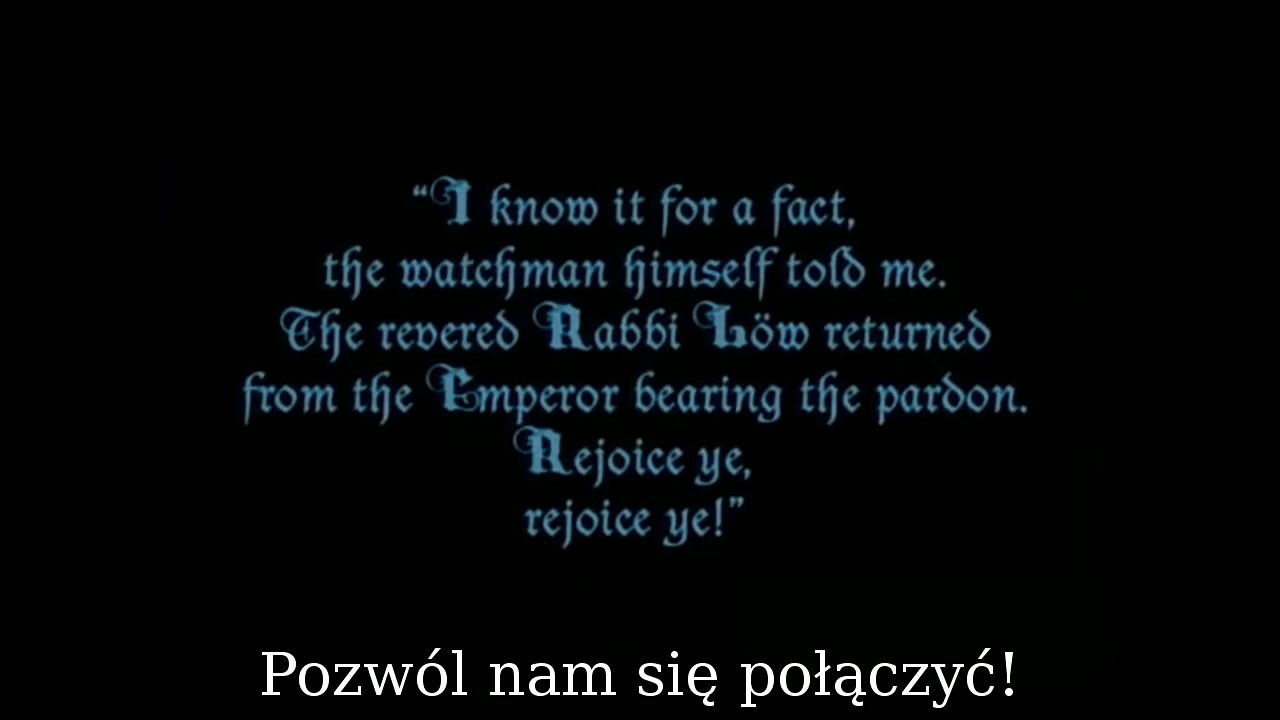 “I know it for a fact,
the watchman himself told me.
The revered Rabbi Löw returned
from the Emperor bearing the pardon.
Rejoice ye,
rejoice ye!”
Pozwól nam się połączyć!